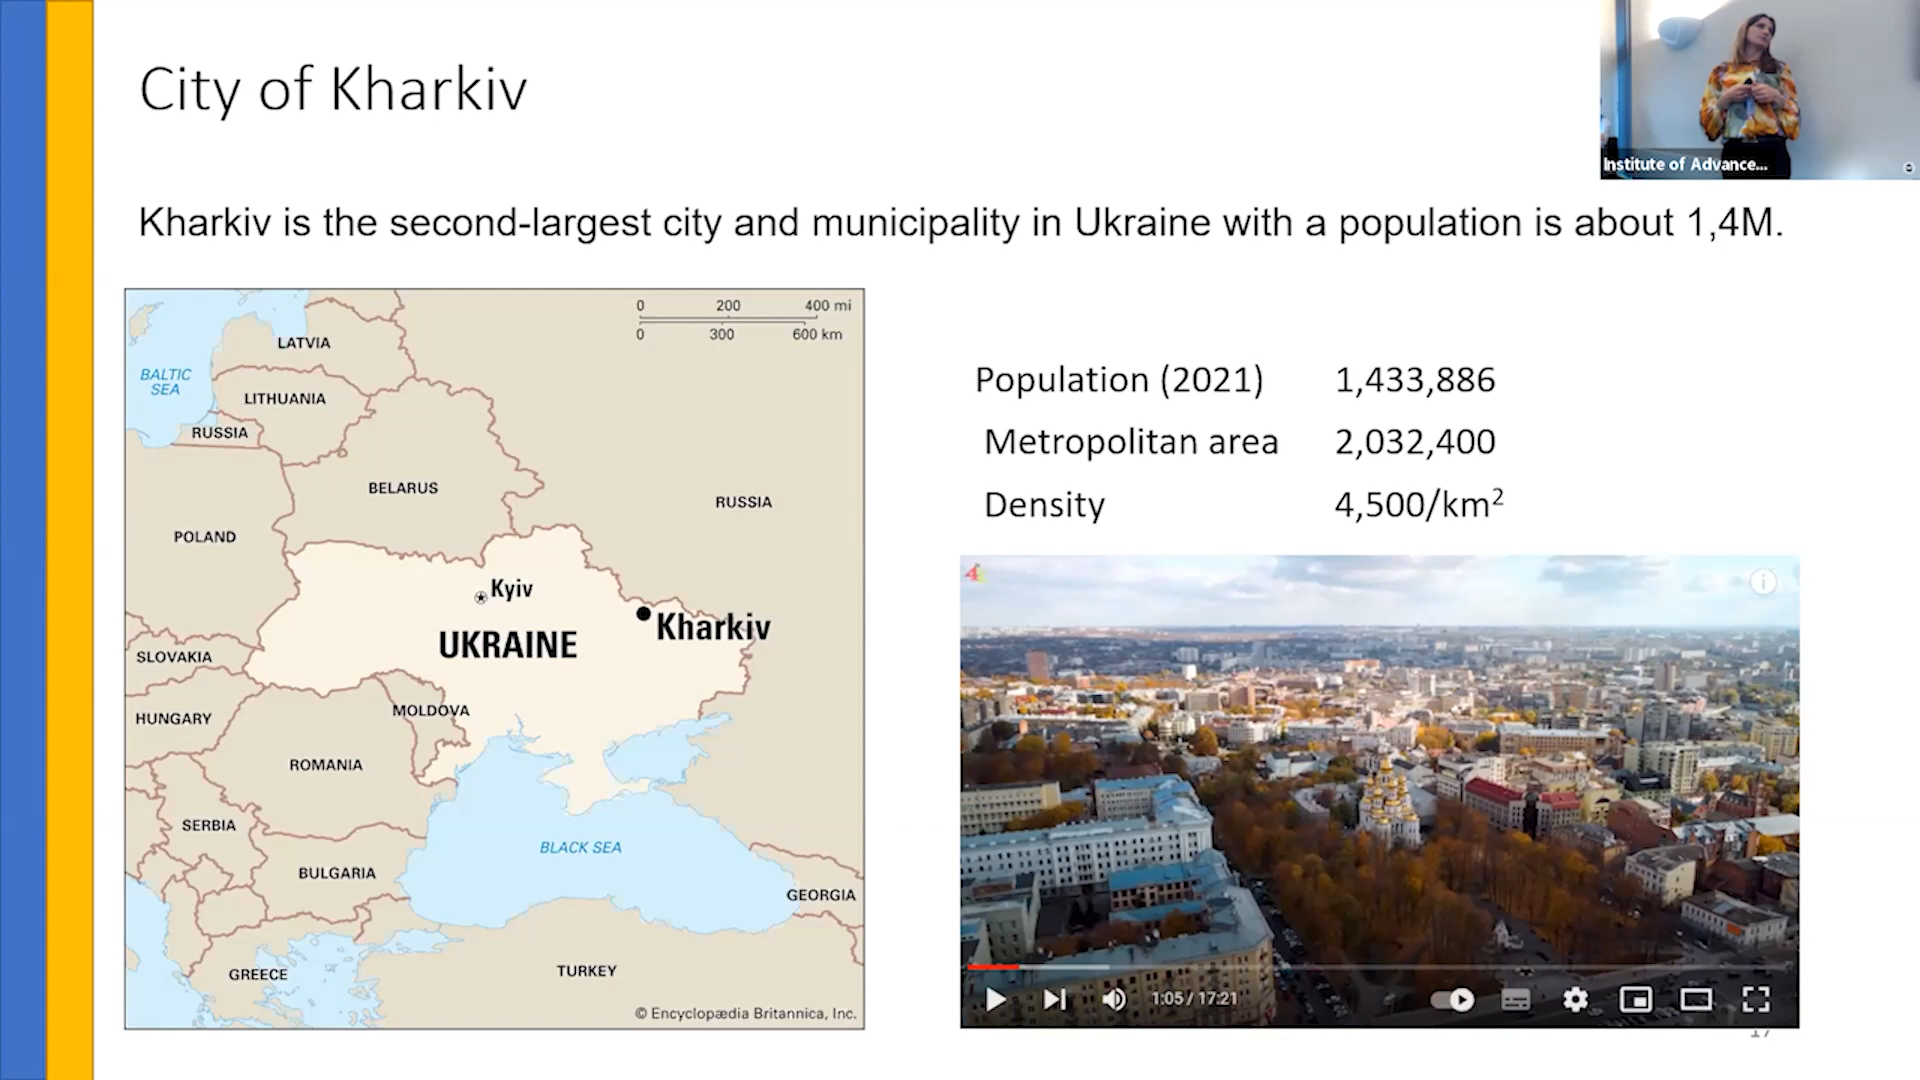 City of Kharkiv
Institute of Advance...
Kharkiv is the second-largest city and municipality in Ukraine with a population is about 1,4M.
0 200 400 mi
0 300 600 km
LATVIA
BALTIC
SEA
LITHUANIA
RUSSIA
BELARUS
RUSSIA
POLAND
Kyiv
Kharkiv
UKRAINE
SLOVAKIA
MOLDOVA
HUNGARY
ROMANIA
SERBIA
BLACK SEA
BULGARIA
GEORGIA
GREECE
TURKEY
© Encyclopædia Britannica, Inc.
Population (2021) 1,433,886
Metropolitan area 2,032,400
Density 4,500/km²
4
i
1:05 / 17:21
17